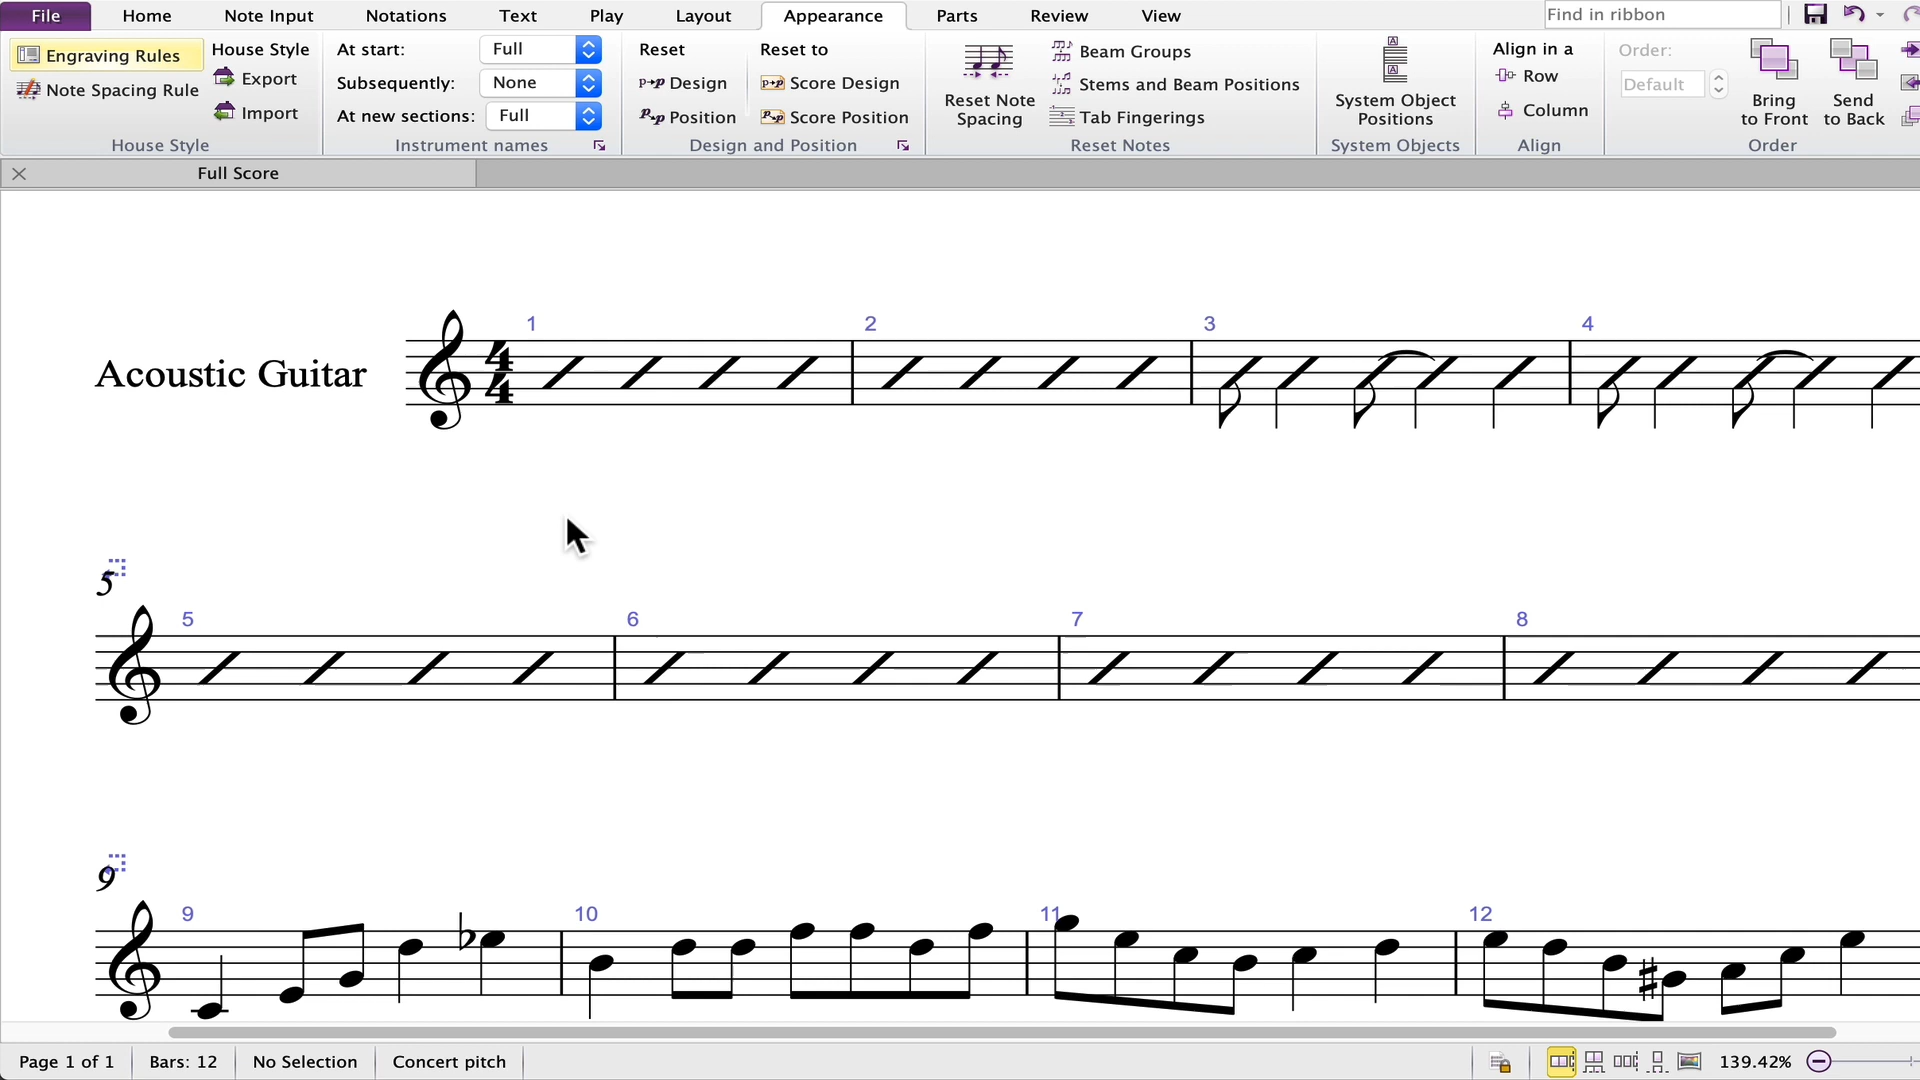 File Home Note Input Notations Text Play Layout Appearance Parts Review View Find in ribbon
Engraving Rules House Style At start: Full Reset Reset to Beam Groups Align in a Order:
Note Spacing Rule Export Subsequently: None Design Score Design Reset Note Spacing Stems and Beam Positions System Object Positions Row Default Bring to Front Send to Back
Import At new sections: Full Position Score Position Tab Fingerings Column
House Style Instrument names Design and Position Reset Notes System Objects Align Order
Full Score
1 2 3 4
Acoustic Guitar 4 4
5
5 6 7 8
9
9 10 11 12
Page 1 of 1 Bars: 12 No Selection Concert pitch 139.42%